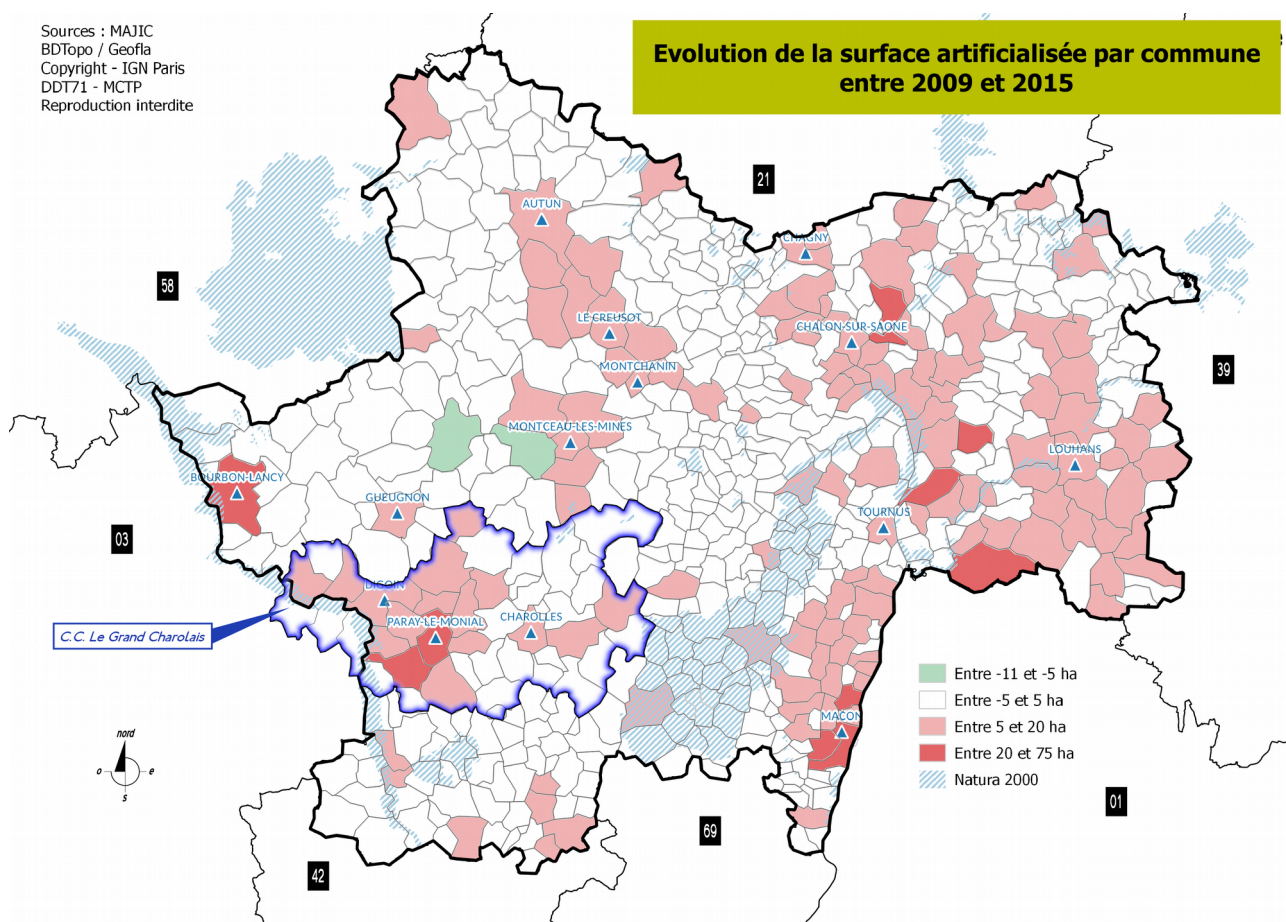 Sources : MAJIC
BDTopo / Geofla
Copyright - IGN Paris
DDT71 - MCTP
Reproduction interdite
Evolution de la surface artificialisée par commune
entre 2009 et 2015
21
AUTUN
CHAGNY
58
LE CREUSOT
CHALON-SUR-SAONE
MONTCHANIN
39
MONTCEAU-LES-MINES
LOUHANS
BOURBON-LANCY
GUEUGNON
TOURNUS
03
DIGOIN
PARAY-LE-MONIAL
CHAROLLES
C.C. Le Grand Charolais
Entre -11 et -5 ha
Entre -5 et 5 ha
Entre 5 et 20 ha
Entre 20 et 75 ha
Natura 2000
MACON
nord
o
e
s
01
69
42